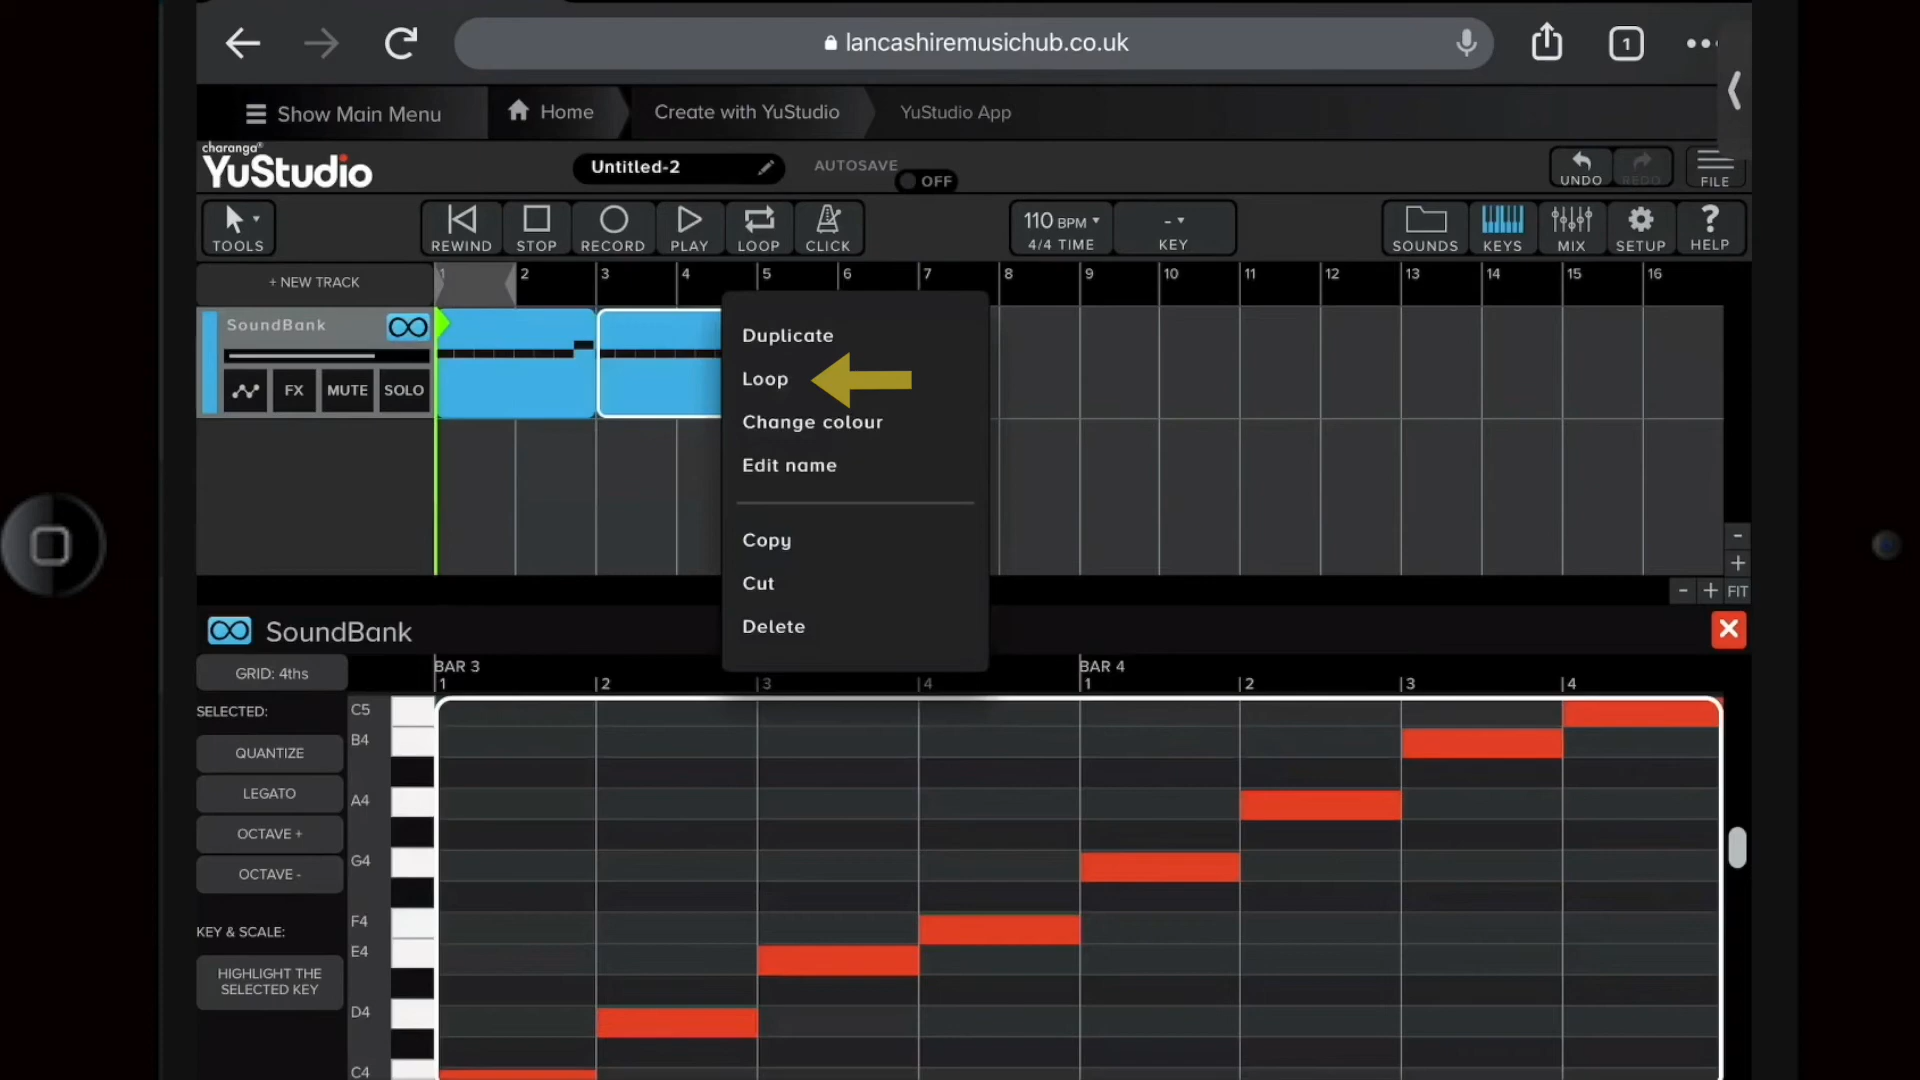 lancashiremusichub.co.uk
1
Show Main Menu
Home
Create with YuStudio
YuStudio App
charanga®
YuStudio
Untitled-2
AUTOSAVE
OFF
UNDO
REDO
FILE
TOOLS
REWIND
STOP
RECORD
PLAY
LOOP
CLICK
110 BPM
4/4 TIME
-
KEY
SOUNDS
KEYS
MIX
SETUP
?
HELP
+ NEW TRACK
1 2 3 4 5 6 7 8 9 10 11 12 13 14 15 16
SoundBank
FX
MUTE
SOLO
Duplicate
Loop
Change colour
Edit name
Copy
Cut
Delete
-
+
- + FIT
SoundBank
GRID: 4ths
BAR 3
BAR 4
1 2 3 4 1 2 3 4
SELECTED:
QUANTIZE
LEGATO
OCTAVE +
OCTAVE -
KEY & SCALE:
HIGHLIGHT THE
SELECTED KEY
C5
B4
A4
G4
F4
E4
D4
C4